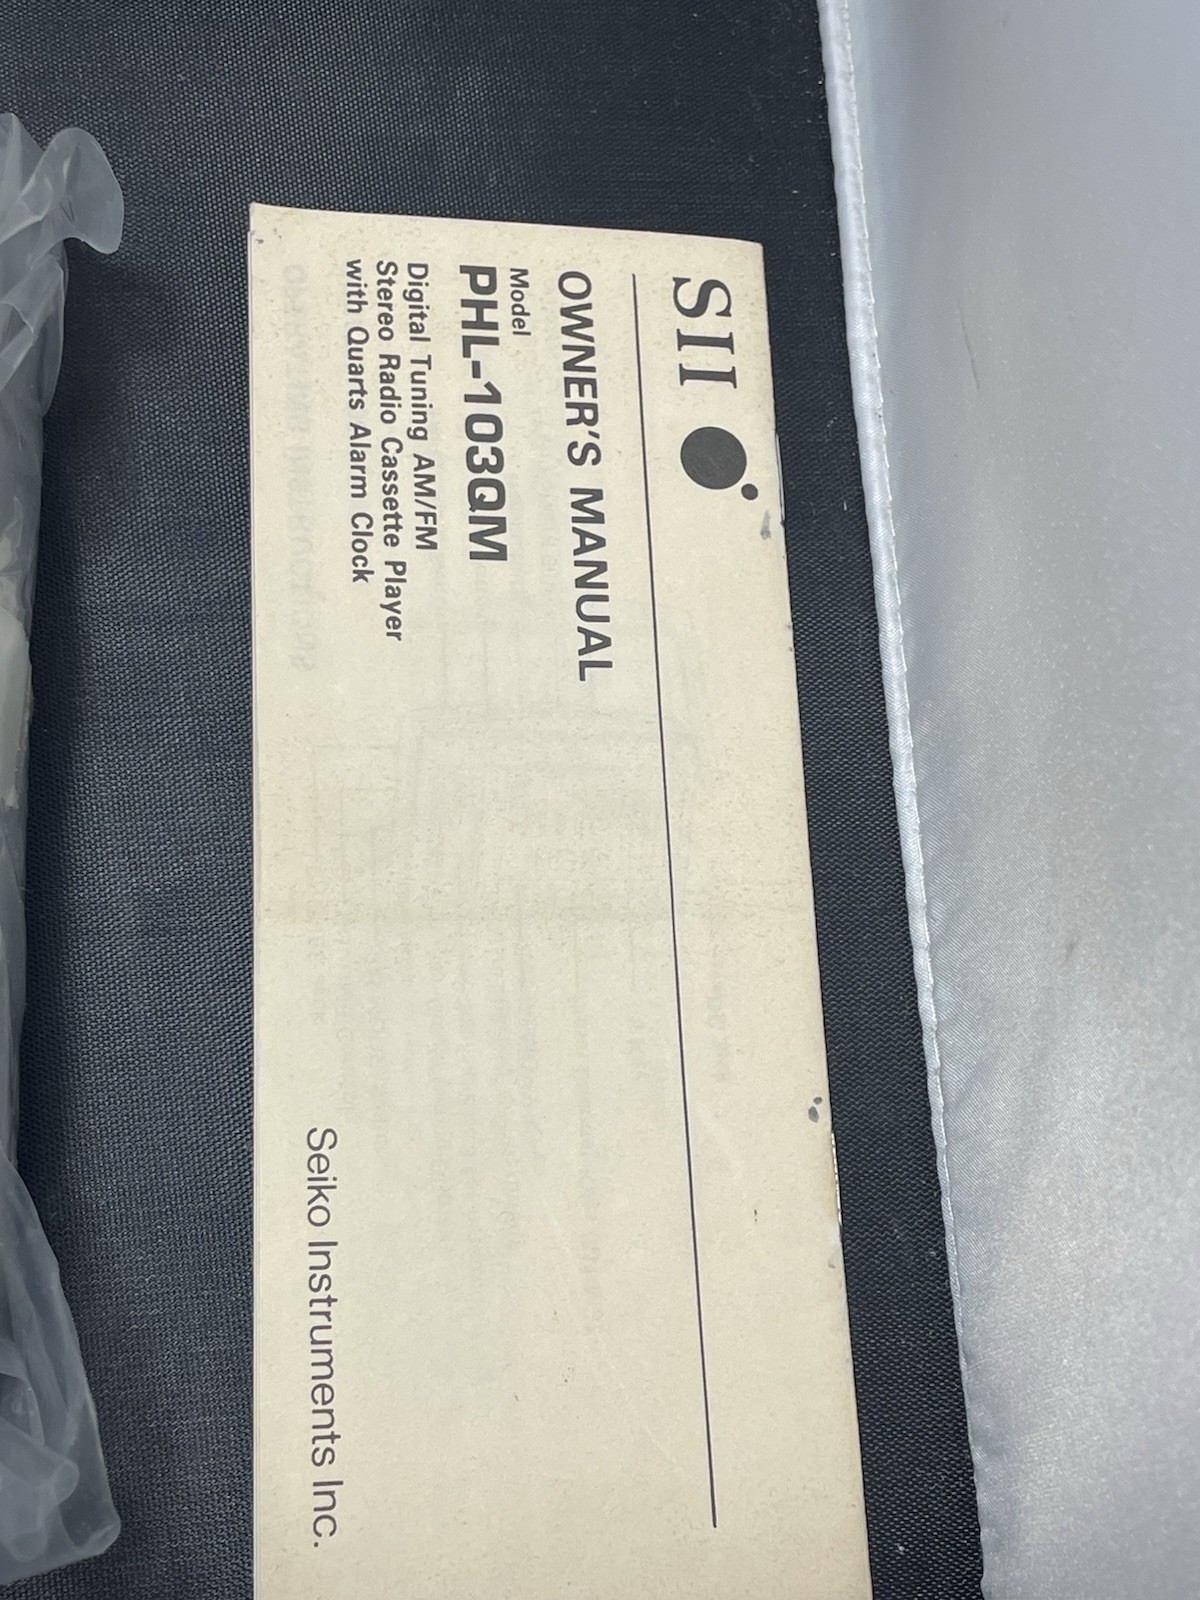 SII
OWNER'S MANUAL
Model
PHL-103QM
Digital Tuning AM/FM
Stereo Radio Cassette Player
with Quarts Alarm Clock
Seiko Instruments Inc.